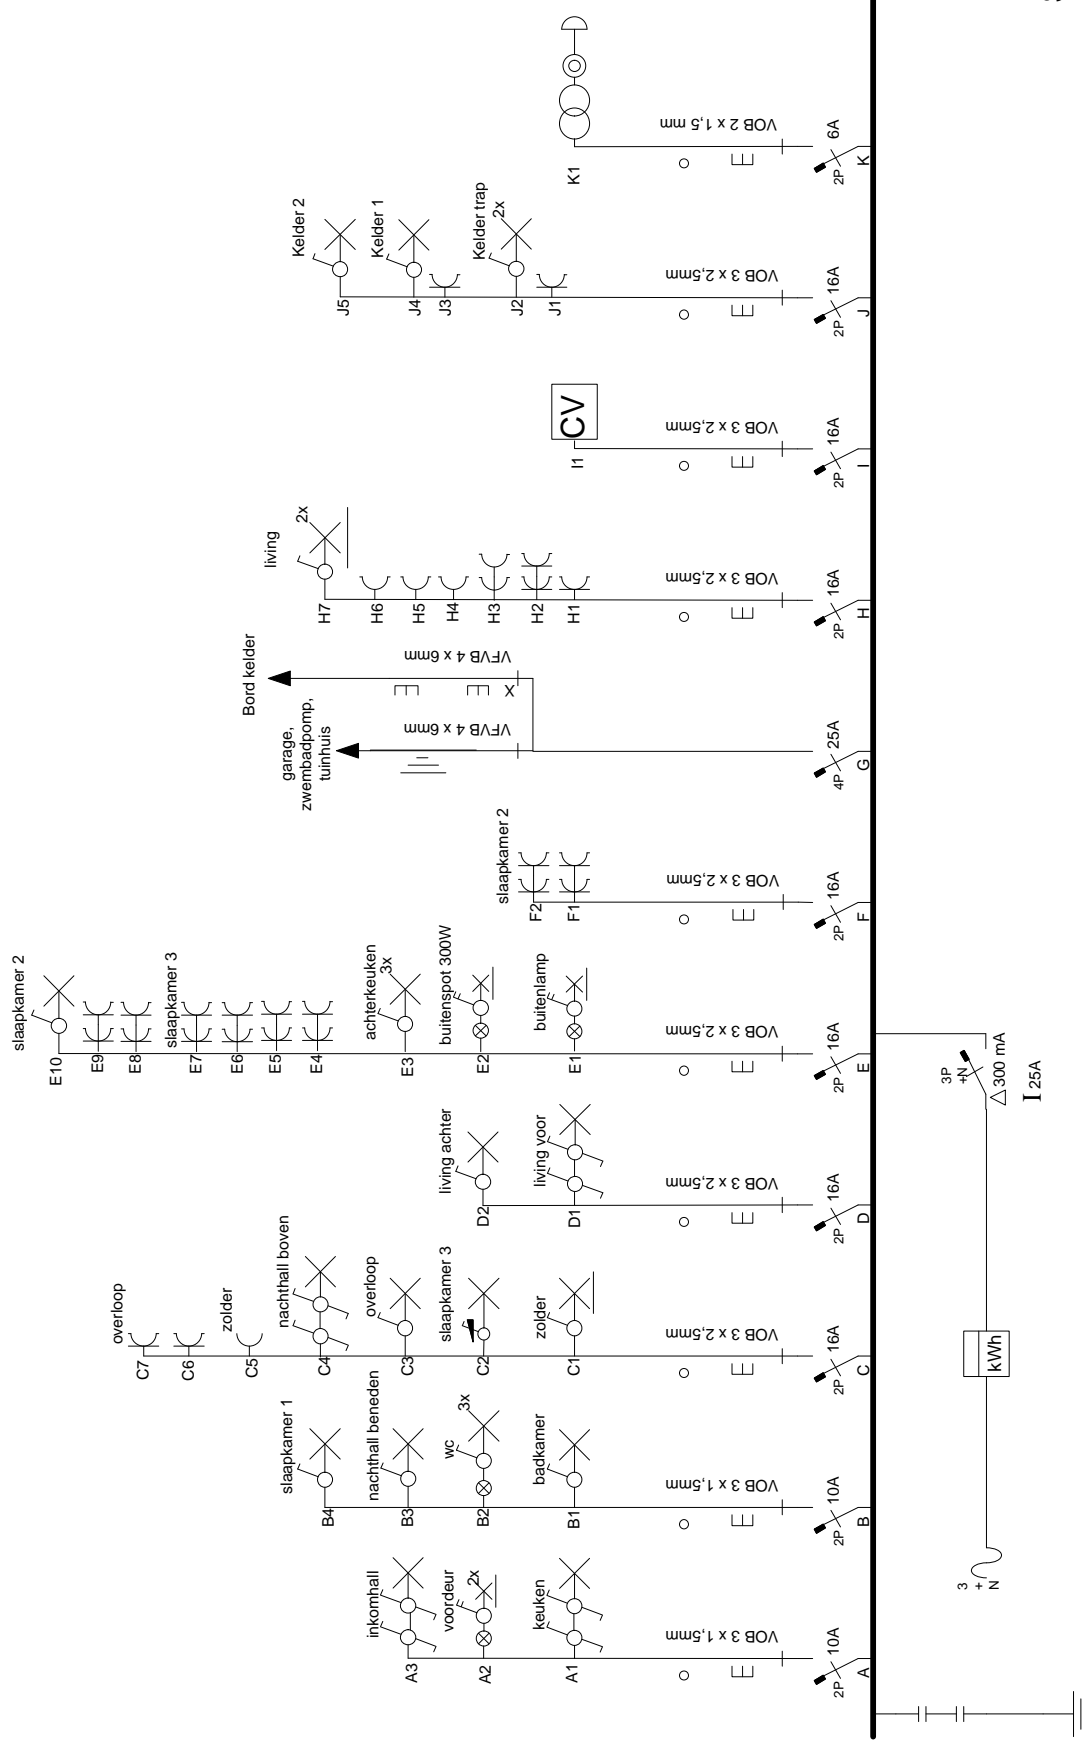 A3
inkomhall
A2
voordeur
2x
A1
keuken
VOB 3 x 1,5mm
2P
10A
A
B4
slaapkamer 1
B3
nachthall beneden
B2
wc
3x
B1
badkamer
VOB 3 x 1,5mm
2P
10A
B
C7
overloop
C6
C5
zolder
C4
nachthall boven
C3
overloop
C2
slaapkamer 3
C1
zolder
VOB 3 x 2,5mm
2P
16A
C
D2
living achter
D1
living voor
VOB 3 x 2,5mm
2P
16A
D
E10
slaapkamer 2
E9
E8
E7
slaapkamer 3
E6
E5
E4
E3
achterkeuken
3x
E2
buitenspot 300W
E1
buitenlamp
VOB 3 x 2,5mm
2P
16A
E
F2
slaapkamer 2
F1
VOB 3 x 2,5mm
2P
16A
F
garage,
zwembadpomp,
tuinhuis
VFVB 4 x 6mm
Bord kelder
VFVB 4 x 6mm
X
4P
25A
G
H7
living
2x
H6
H5
H4
H3
H2
H1
VOB 3 x 2,5mm
2P
16A
H
I1
CV
VOB 3 x 2,5mm
2P
16A
I
J5
Kelder 2
J4
Kelder 1
J3
J2
Kelder trap
2x
J1
VOB 3 x 2,5mm
2P
16A
J
K1
VOB 2 x 1,5 mm
2P
6A
K
3
+
N
kWh
3P
+N
300 mA
I 25A